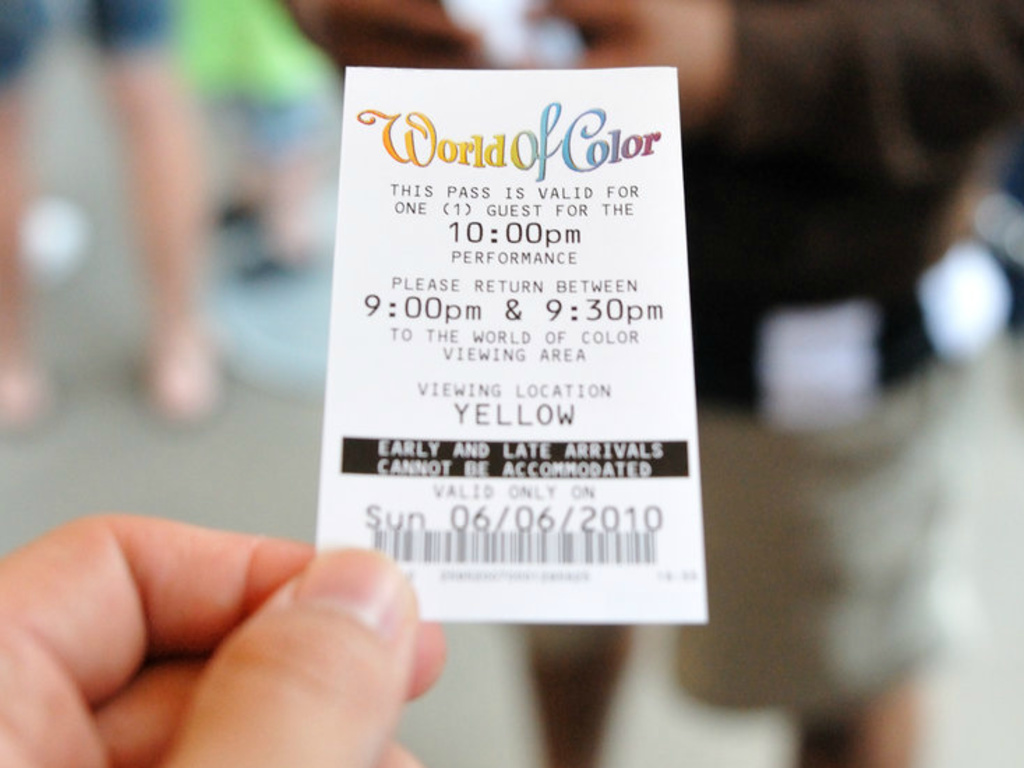 World Of Color
THIS PASS IS VALID FOR
ONE (1) GUEST FOR THE
10:00pm
PERFORMANCE
PLEASE RETURN BETWEEN
9:00pm & 9:30pm
TO THE WORLD OF COLOR
VIEWING AREA
VIEWING LOCATION
YELLOW
EARLY AND LATE ARRIVALS
CANNOT BE ACCOMMODATED
VALID ONLY ON
Sun 06/06/2010